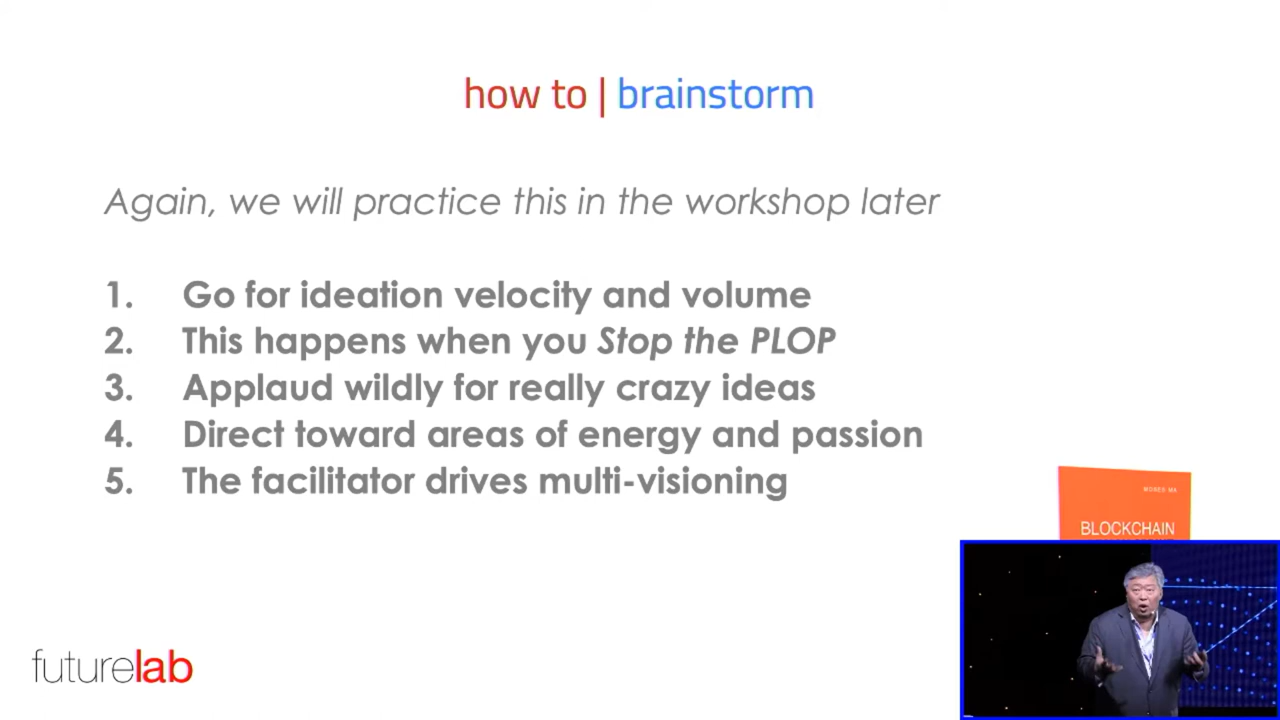 how to | brainstorm
Again, we will practice this in the workshop later
1. Go for ideation velocity and volume
2. This happens when you Stop the PLOP
3. Applaud wildly for really crazy ideas
4. Direct toward areas of energy and passion
5. The facilitator drives multi-visioning
MOSES MA
BLOCKCHAIN
futurelab